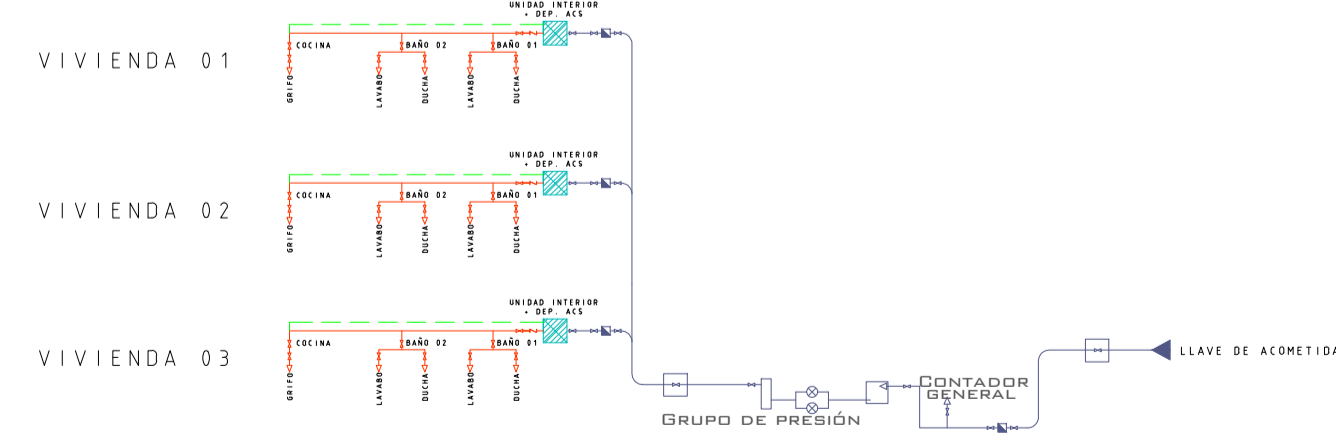 UNIDAD INTERIOR
+ DEP. ACS
VIVIENDA 01
COCINA
BAÑO 02
BAÑO 01
GRIFO
LAVABO
DUCHA
LAVABO
DUCHA
UNIDAD INTERIOR
+ DEP. ACS
VIVIENDA 02
COCINA
BAÑO 02
BAÑO 01
GRIFO
LAVABO
DUCHA
LAVABO
DUCHA
UNIDAD INTERIOR
+ DEP. ACS
VIVIENDA 03
COCINA
BAÑO 02
BAÑO 01
GRIFO
LAVABO
DUCHA
LAVABO
DUCHA
LLAVE DE ACOMETIDA
CONTADOR
GENERAL
GRUPO DE PRESIÓN